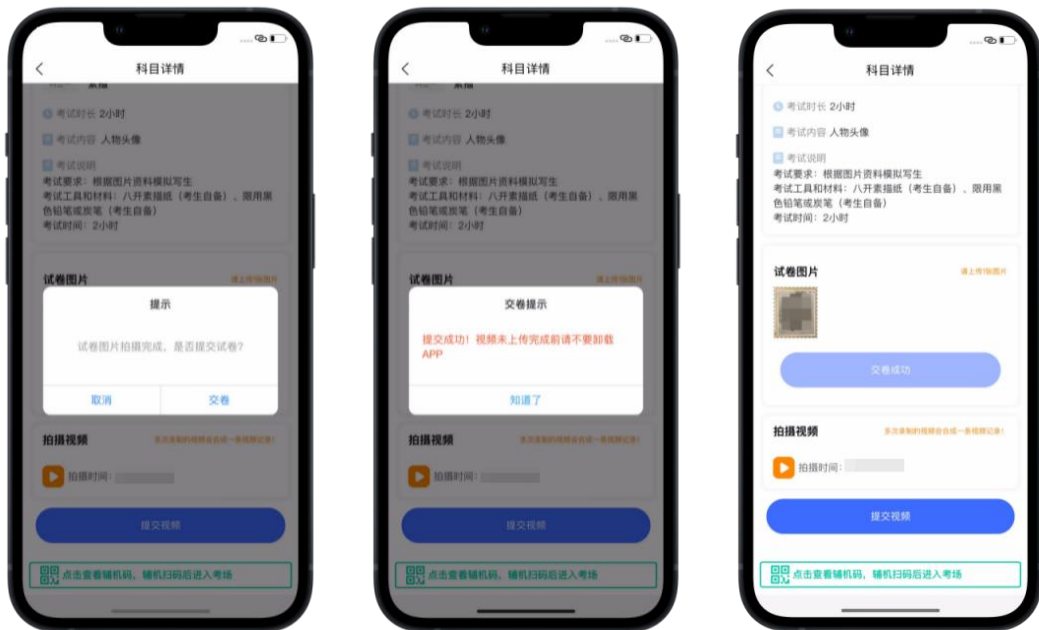 科目详情
考试时长 2小时
考试内容 人物头像
考试说明
考试要求：根据图片资料模拟写生
考试工具和材料：八开素描纸（考生自备）、限用黑
色铅笔或炭笔（考生自备）
考试时间：2小时
试卷图片
请上传1张图片
提示
试卷图片拍摄完成，是否提交试卷？
取消
交卷
拍摄视频
多次录制的视频会合成一条视频记录！
拍摄时间：
提交视频
点击查看辅机码，辅机扫码后进入考场
科目详情
考试时长 2小时
考试内容 人物头像
考试说明
考试要求：根据图片资料模拟写生
考试工具和材料：八开素描纸（考生自备）、限用黑
色铅笔或炭笔（考生自备）
考试时间：2小时
试卷图片
请上传1张图片
交卷提示
提交成功！视频未上传完成前请不要卸载
APP
知道了
拍摄视频
多次录制的视频会合成一条视频记录！
拍摄时间：
提交视频
点击查看辅机码，辅机扫码后进入考场
科目详情
考试时长 2小时
考试内容 人物头像
考试说明
考试要求：根据图片资料模拟写生
考试工具和材料：八开素描纸（考生自备）、限用黑
色铅笔或炭笔（考生自备）
考试时间：2小时
试卷图片
请上传1张图片
交卷成功
拍摄视频
多次录制的视频会合成一条视频记录！
拍摄时间：
提交视频
点击查看辅机码，辅机扫码后进入考场